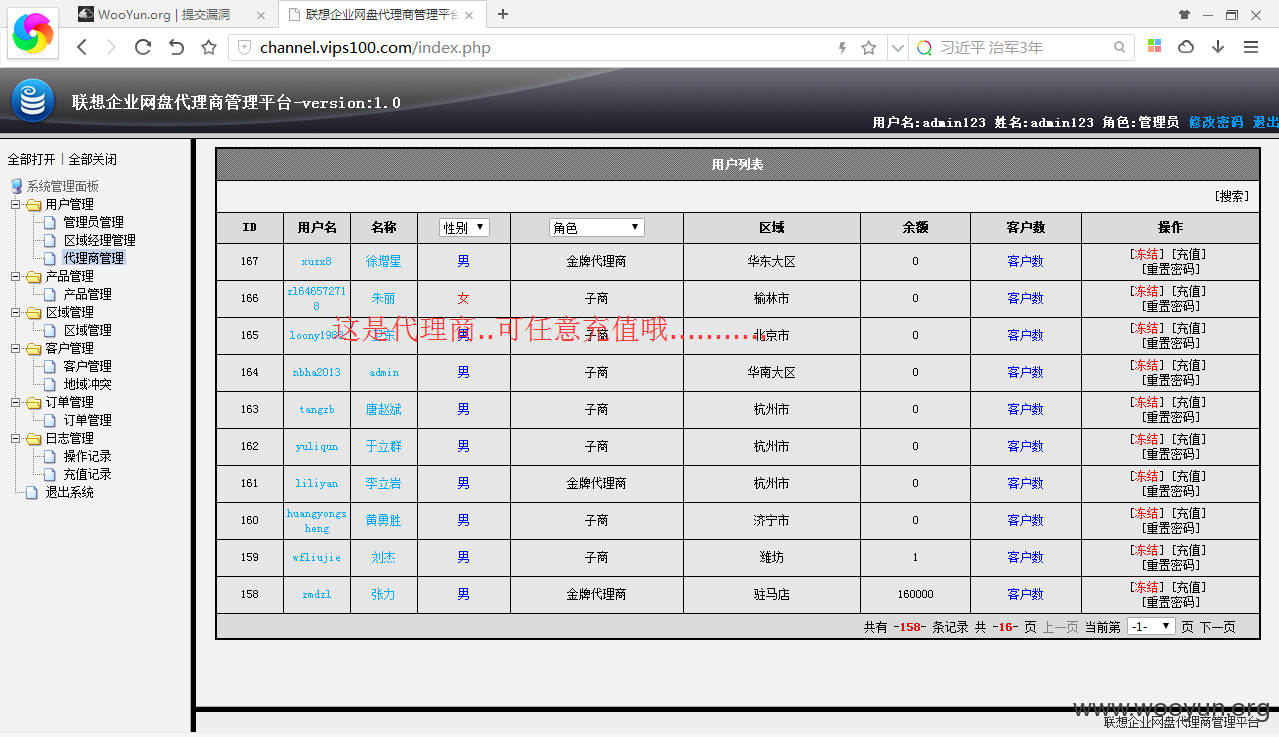 WooYun.org | 提交漏洞
联想企业网盘代理商管理平台
channel.vips100.com/index.php
习近平 治军3年
联想企业网盘代理商管理平台-version:1.0
用户名:admin123 姓名:admin123 角色:管理员 修改密码 退出
全部打开 | 全部关闭
系统管理面板
用户管理
管理员管理
区域经理管理
代理商管理
产品管理
产品管理
区域管理
区域管理
客户管理
客户管理
地域冲突
订单管理
订单管理
日志管理
操作记录
充值记录
退出系统
用户列表
[搜索]
ID 用户名 名称 性别 角色 区域 余额 客户数 操作
167 xuzx8 徐增星 男 金牌代理商 华东大区 0 客户数 [冻结] [充值]
[重置密码]
166 zl64657271 朱丽 女 子商 榆林市 0 客户数 [冻结] [充值]
8 [重置密码]
这是代理商..可任意充值哦...........
165 男 子商 北京市 0 客户数 [冻结] [充值]
[重置密码]
164 nbha2013 admin 男 子商 华南大区 0 客户数 [冻结] [充值]
[重置密码]
163 tangzb 唐赵斌 男 子商 杭州市 0 客户数 [冻结] [充值]
[重置密码]
162 yuliqun 于立群 男 子商 杭州市 0 客户数 [冻结] [充值]
[重置密码]
161 liliyan 李立岩 男 金牌代理商 杭州市 0 客户数 [冻结] [充值]
[重置密码]
160 huangyongs 黄勇胜 男 子商 济宁市 0 客户数 [冻结] [充值]
heng [重置密码]
159 wfliujie 刘杰 男 子商 潍坊 1 客户数 [冻结] [充值]
[重置密码]
158 zmdzl 张力 男 金牌代理商 驻马店 160000 客户数 [冻结] [充值]
[重置密码]
共有 -158- 条记录 共 -16- 页 上一页 当前第 -1- 页 下一页
www.wooyun.org
联想企业网盘代理商管理平台